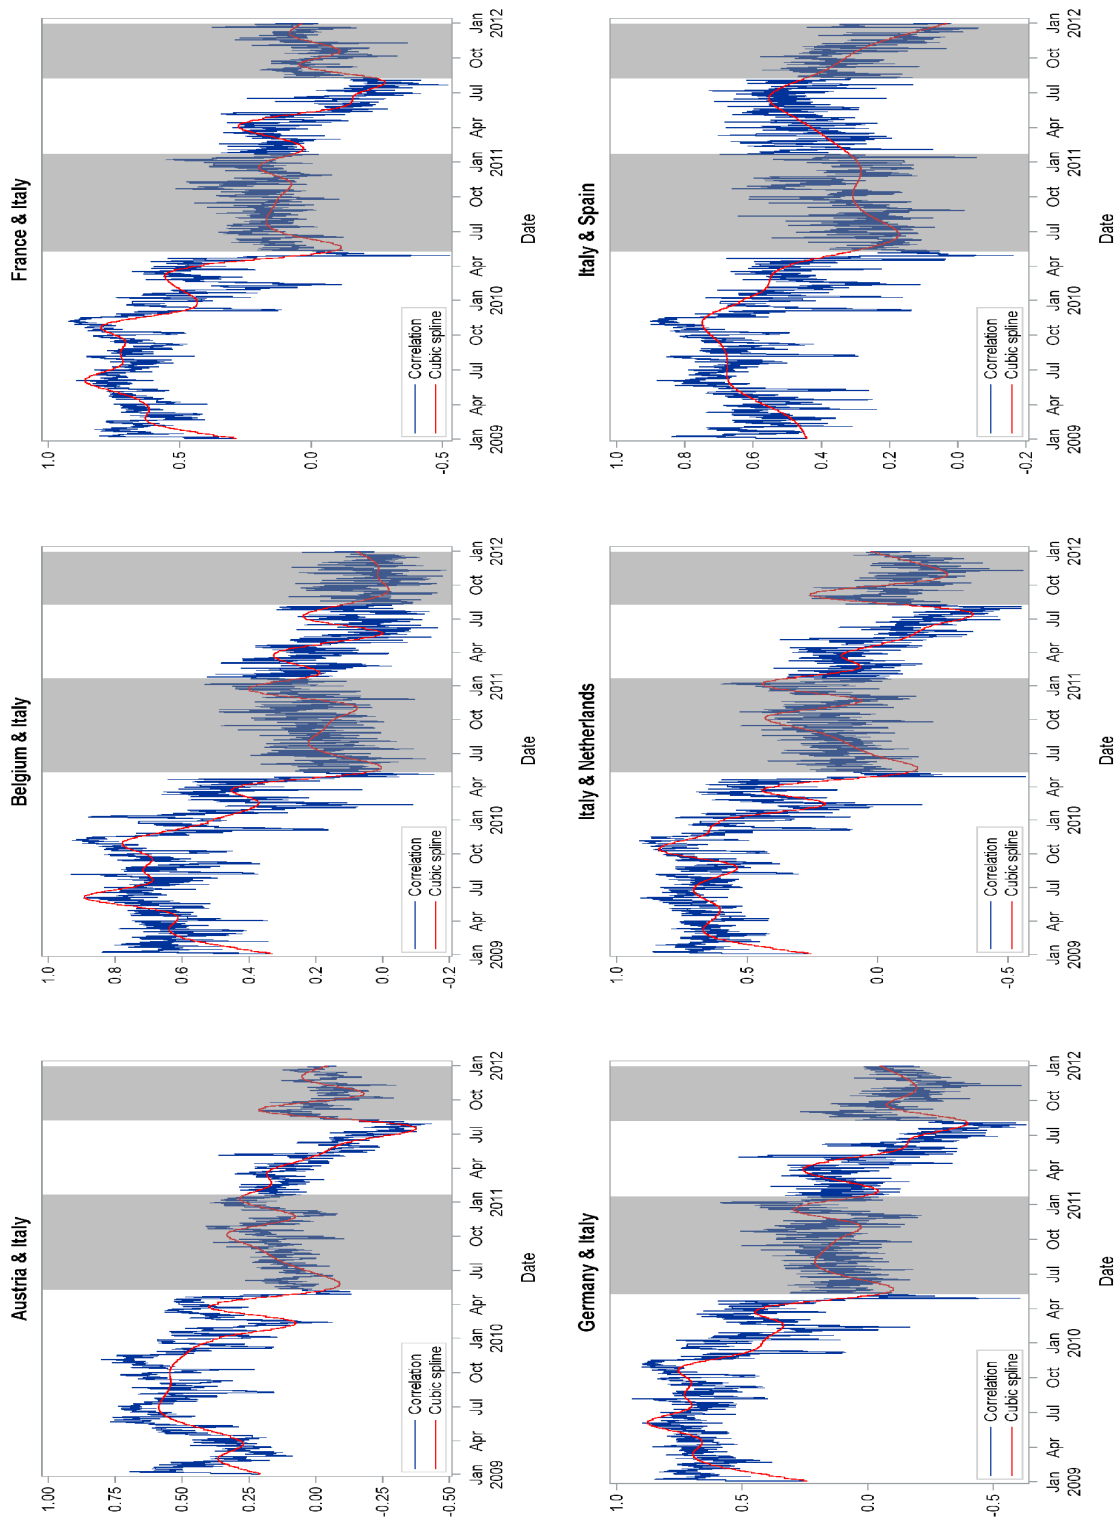 Austria & Italy
1.00
0.75
0.50
0.25
0.00
-0.25
-0.50
Correlation
Cubic spline
Jan Apr Jul Oct Jan Apr Jul Oct Jan Apr Jul Oct Jan
2009 2010 2011 2012
Date
Belgium & Italy
1.0
0.8
0.6
0.4
0.2
0.0
-0.2
Correlation
Cubic spline
Jan Apr Jul Oct Jan Apr Jul Oct Jan Apr Jul Oct Jan
2009 2010 2011 2012
Date
France & Italy
1.0
0.5
0.0
-0.5
Correlation
Cubic spline
Jan Apr Jul Oct Jan Apr Jul Oct Jan Apr Jul Oct Jan
2009 2010 2011 2012
Date
Germany & Italy
1.0
0.5
0.0
-0.5
Correlation
Cubic spline
Jan Apr Jul Oct Jan Apr Jul Oct Jan Apr Jul Oct Jan
2009 2010 2011 2012
Date
Italy & Netherlands
1.0
0.5
0.0
-0.5
Correlation
Cubic spline
Jan Apr Jul Oct Jan Apr Jul Oct Jan Apr Jul Oct Jan
2009 2010 2011 2012
Date
Italy & Spain
1.0
0.8
0.6
0.4
0.2
0.0
-0.2
Correlation
Cubic spline
Jan Apr Jul Oct Jan Apr Jul Oct Jan Apr Jul Oct Jan
2009 2010 2011 2012
Date